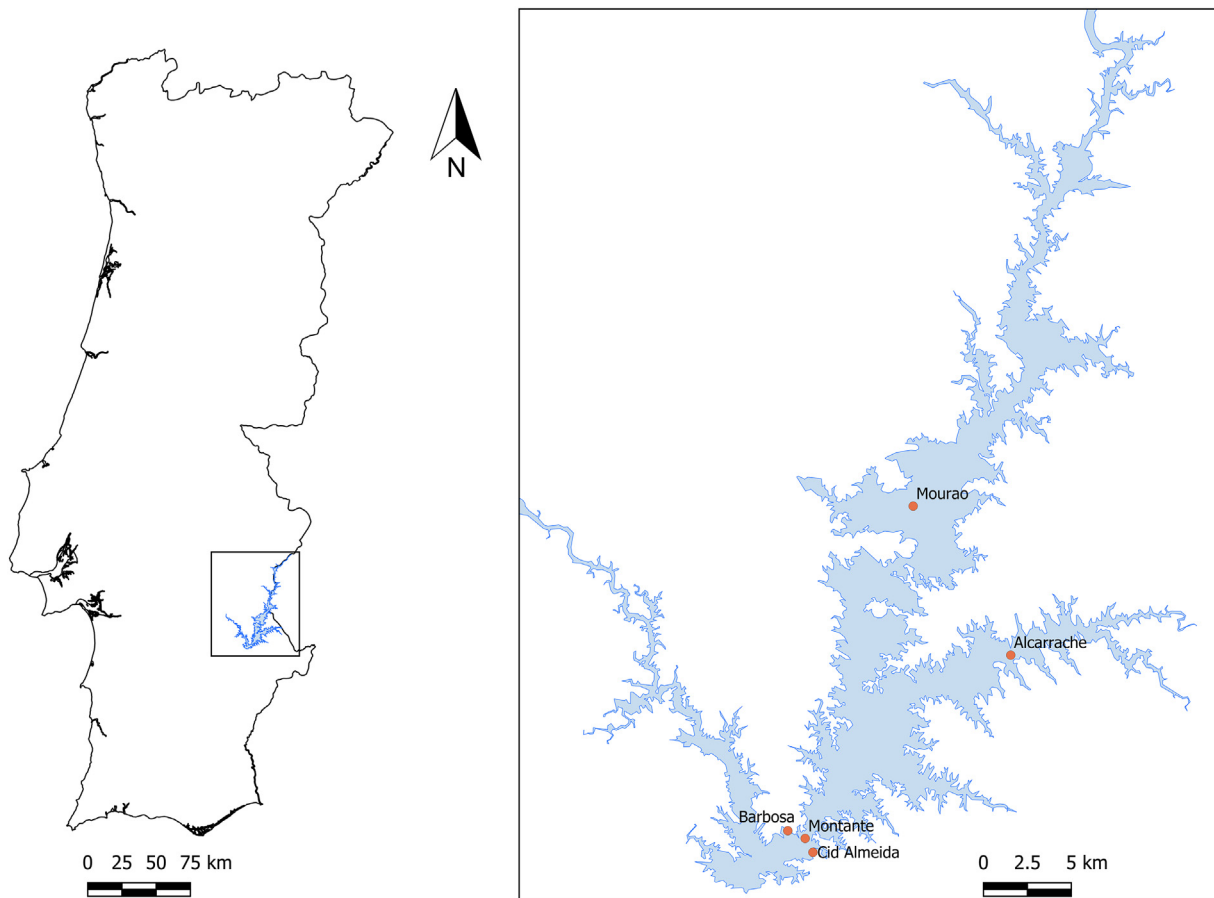 N
0 25 50 75 km
Mourao
Alcarrache
Barbosa
Montante
Cid Almeida
0 2.5 5 km